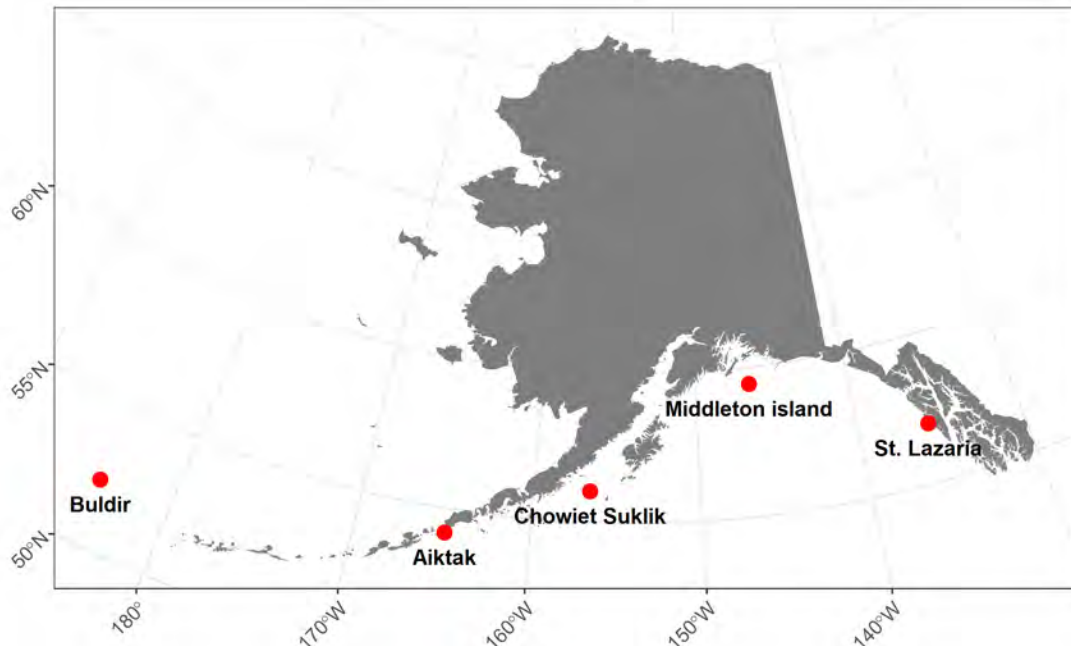 60°N
55°N
50°N
Middleton island
St. Lazaria
Buldir
Chowiet Suklik
Aiktak
180°
170°W
160°W
150°W
140°W